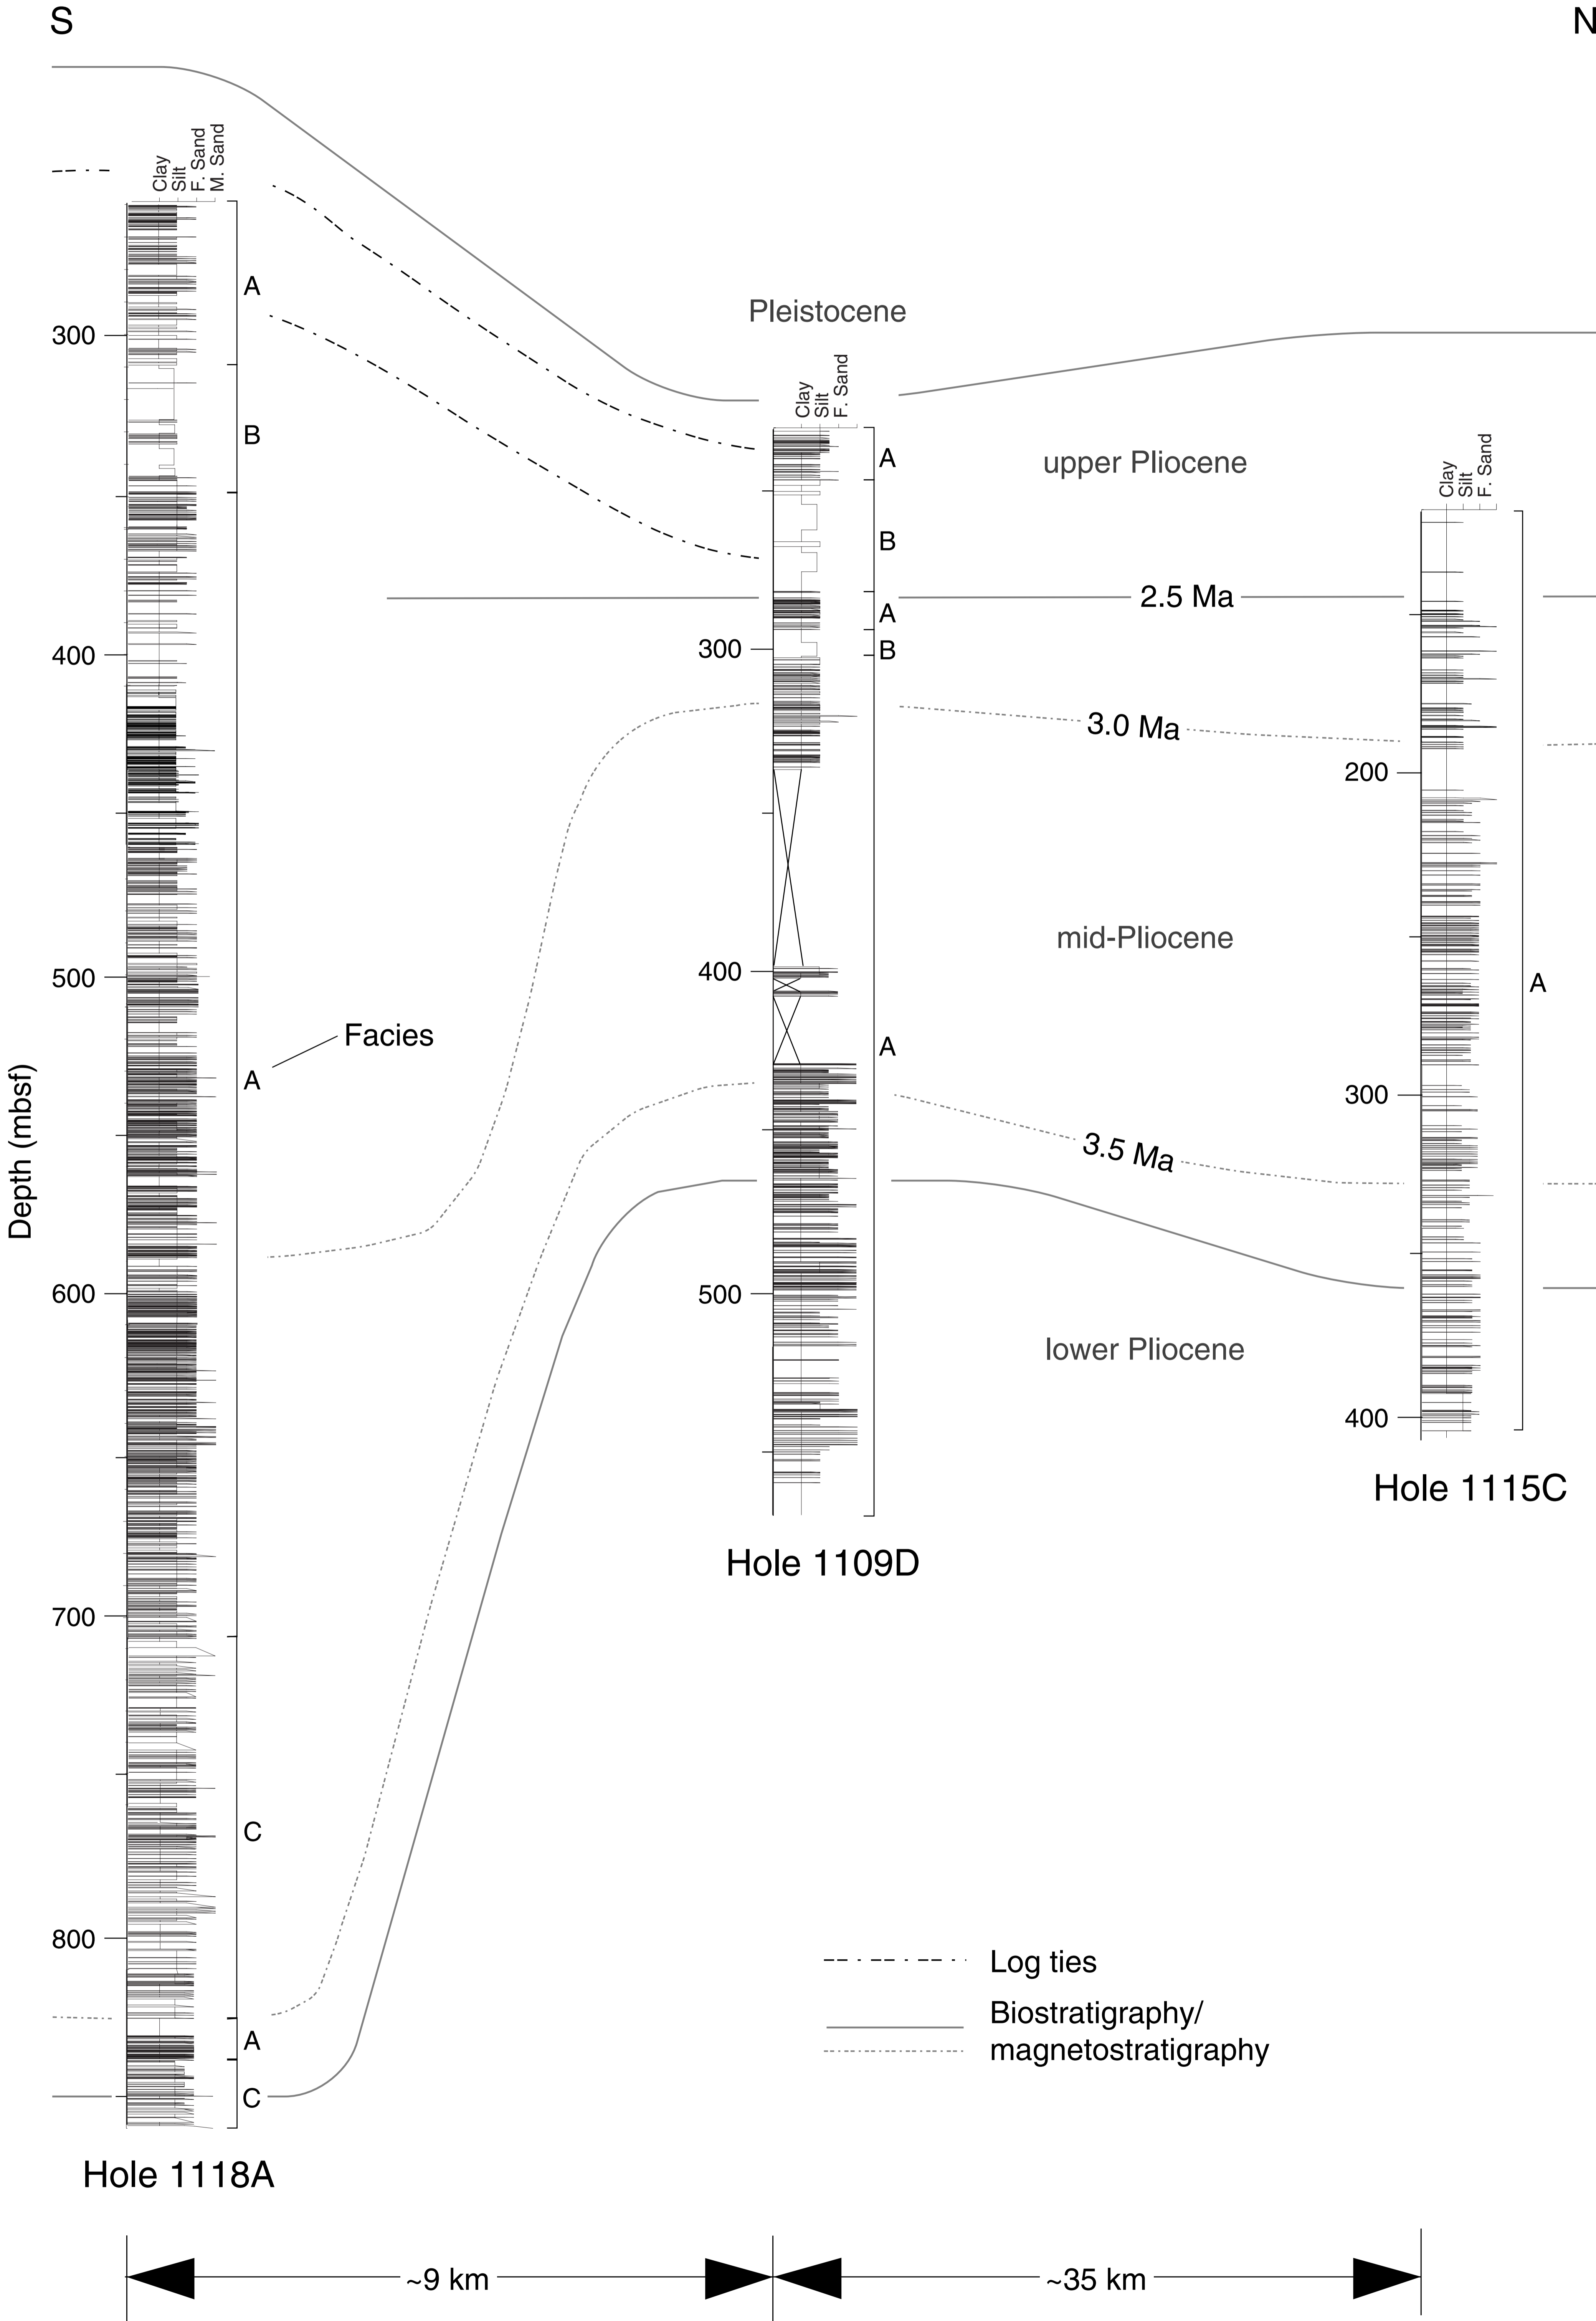 S
N
Clay
Silt
F. Sand
M. Sand
A
300
B
400
500
Facies
A
Depth (mbsf)
600
700
C
800
A
C
Hole 1118A
Pleistocene
Clay
Silt
F. Sand
A
B
A
300
B
400
A
500
Hole 1109D
upper Pliocene
2.5 Ma
3.0 Ma
mid-Pliocene
3.5 Ma
lower Pliocene
Clay
Silt
F. Sand
200
A
300
400
Hole 1115C
Log ties
Biostratigraphy/
magnetostratigraphy
~9 km
~35 km